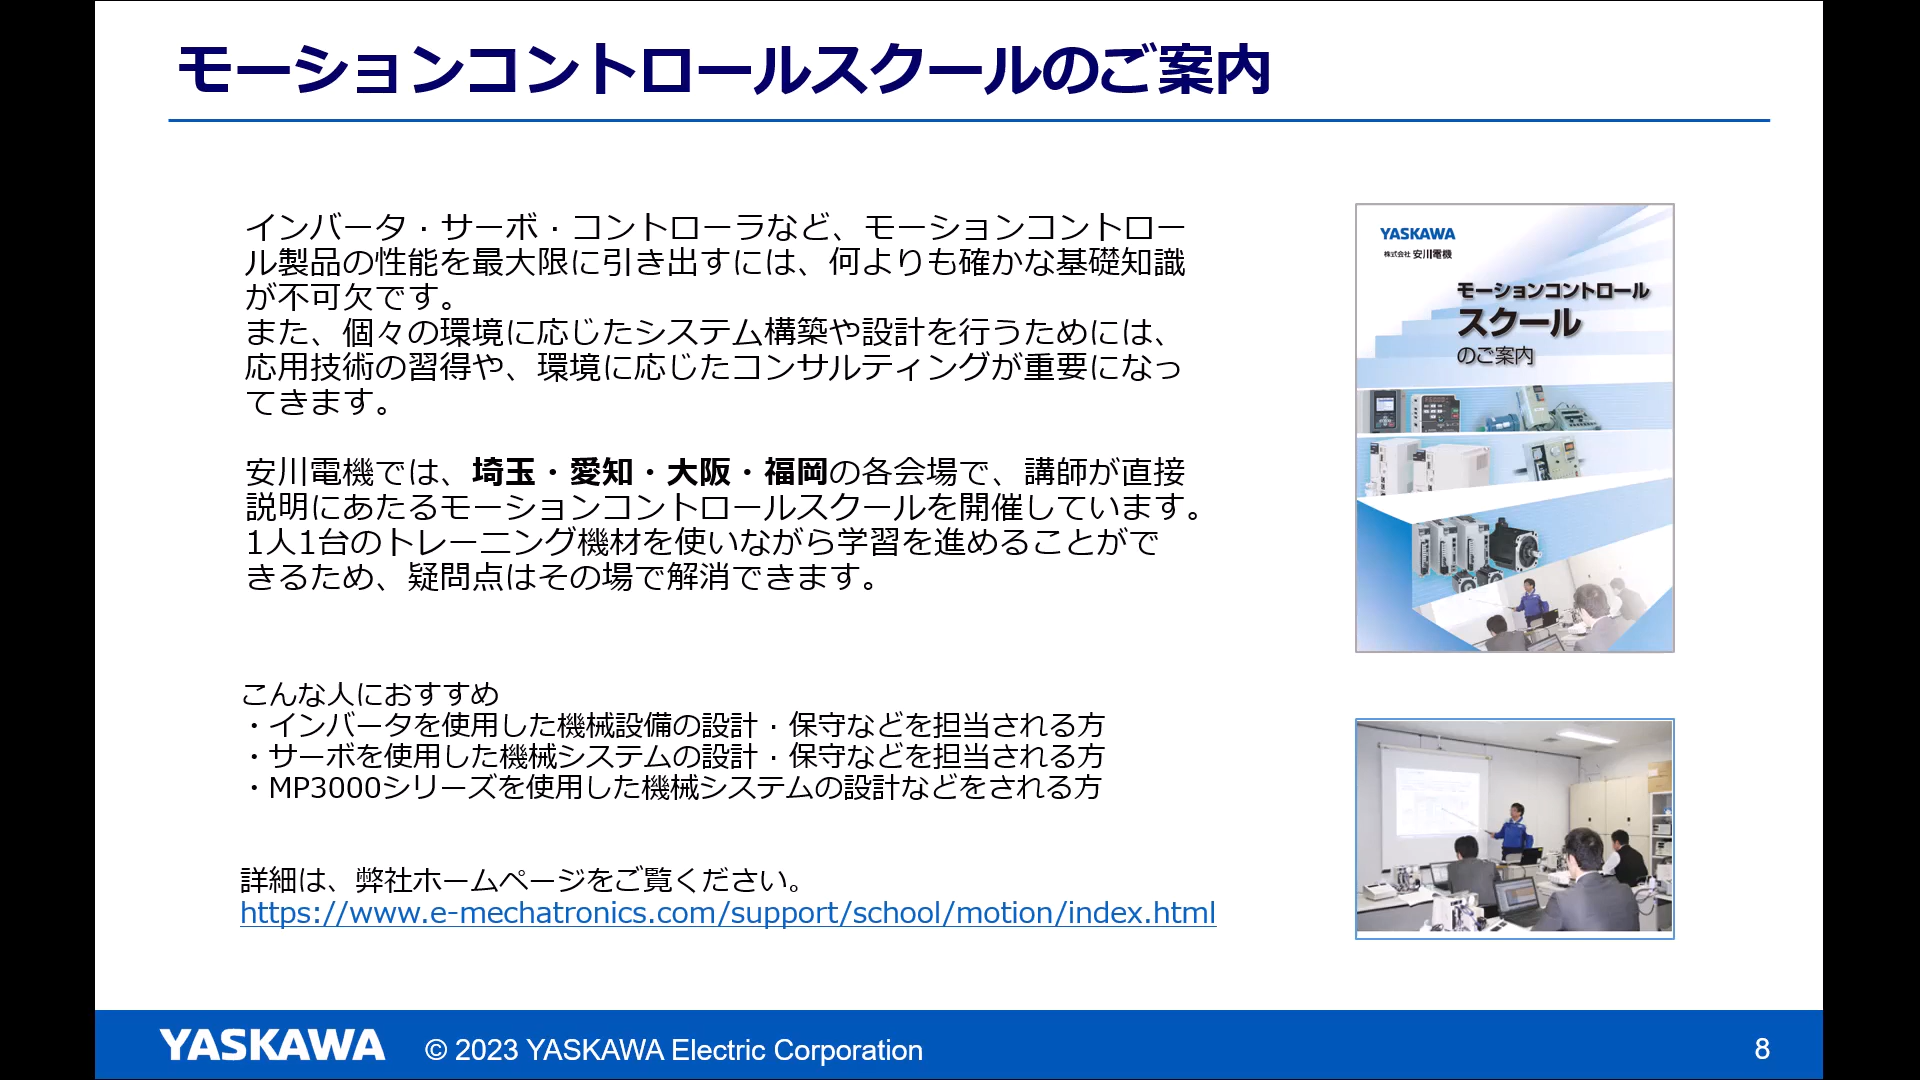 モーションコントロールスクールのご案内
インバータ・サーボ・コントローラなど、モーションコントロー
ル製品の性能を最大限に引き出すには、何よりも確かな基礎知識
が不可欠です。
また、個々の環境に応じたシステム構築や設計を行うためには、
応用技術の習得や、環境に応じたコンサルティングが重要になっ
てきます。
安川電機では、埼玉・愛知・大阪・福岡の各会場で、講師が直接
説明にあたるモーションコントロールスクールを開催しています。
1人1台のトレーニング機材を使いながら学習を進めることがで
きるため、疑問点はその場で解消できます。
こんな人におすすめ
・インバータを使用した機械設備の設計・保守などを担当される方
・サーボを使用した機械システムの設計・保守などを担当される方
・MP3000シリーズを使用した機械システムの設計などをされる方
詳細は、弊社ホームページをご覧ください。
https://www.e-mechatronics.com/support/school/motion/index.html
YASKAWA
株式会社 安川電機
モーションコントロール
スクール
のご案内
YASKAWA
© 2023 YASKAWA Electric Corporation
8